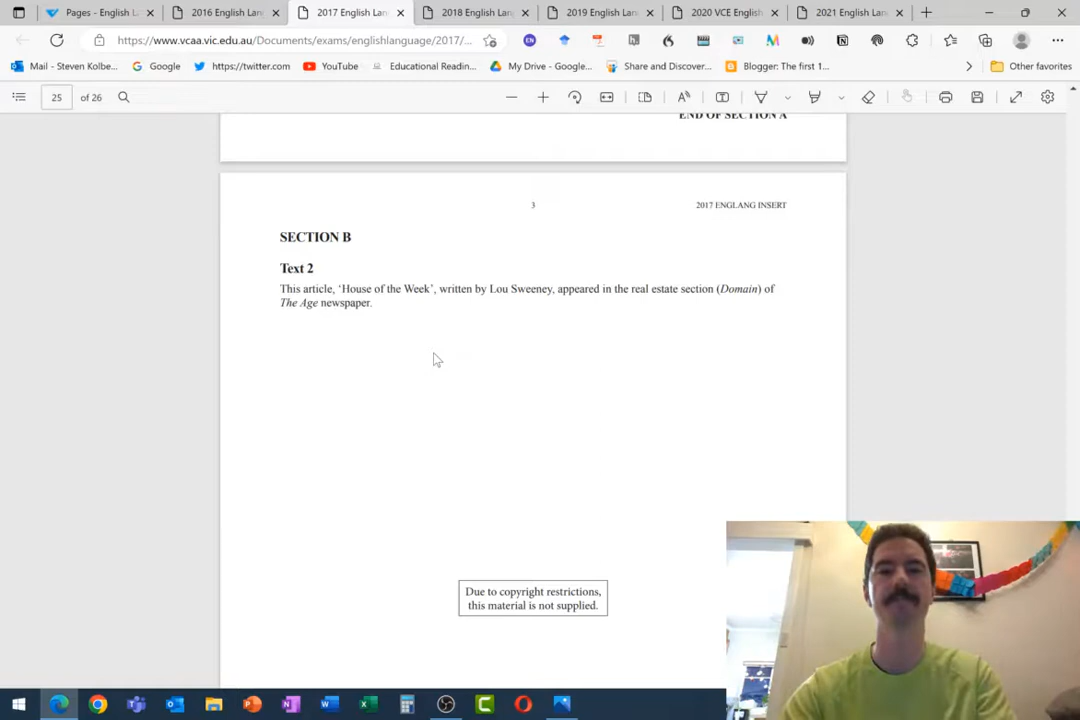 Pages - English L
2016 English Lan
2017 English Lan
2018 English Lang
2019 English Lang
2020 VCE English
2021 English Lang
https://www.vcaa.vic.edu.au/Documents/exams/englishlanguage/2017/...
Mail - Steven Kolbe...
Google
https://twitter.com
YouTube
Educational Readin...
My Drive - Google...
Share and Discover...
Blogger: The first 1...
Other favorites
25 of 26
END OF SECTION A
3
2017 ENGLANG INSERT
SECTION B
Text 2
This article, ‘House of the Week’, written by Lou Sweeney, appeared in the real estate section (Domain) of
The Age newspaper.
Due to copyright restrictions,
this material is not supplied.